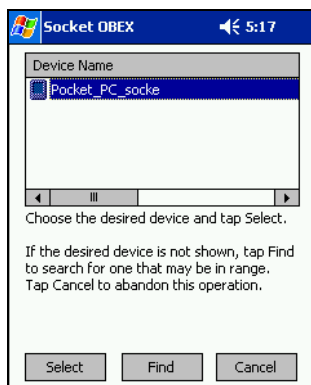 Socket OBEX 5:17
Device Name
Pocket_PC_socke
Choose the desired device and tap Select.
If the desired device is not shown, tap Find
to search for one that may be in range.
Tap Cancel to abandon this operation.
Select Find Cancel